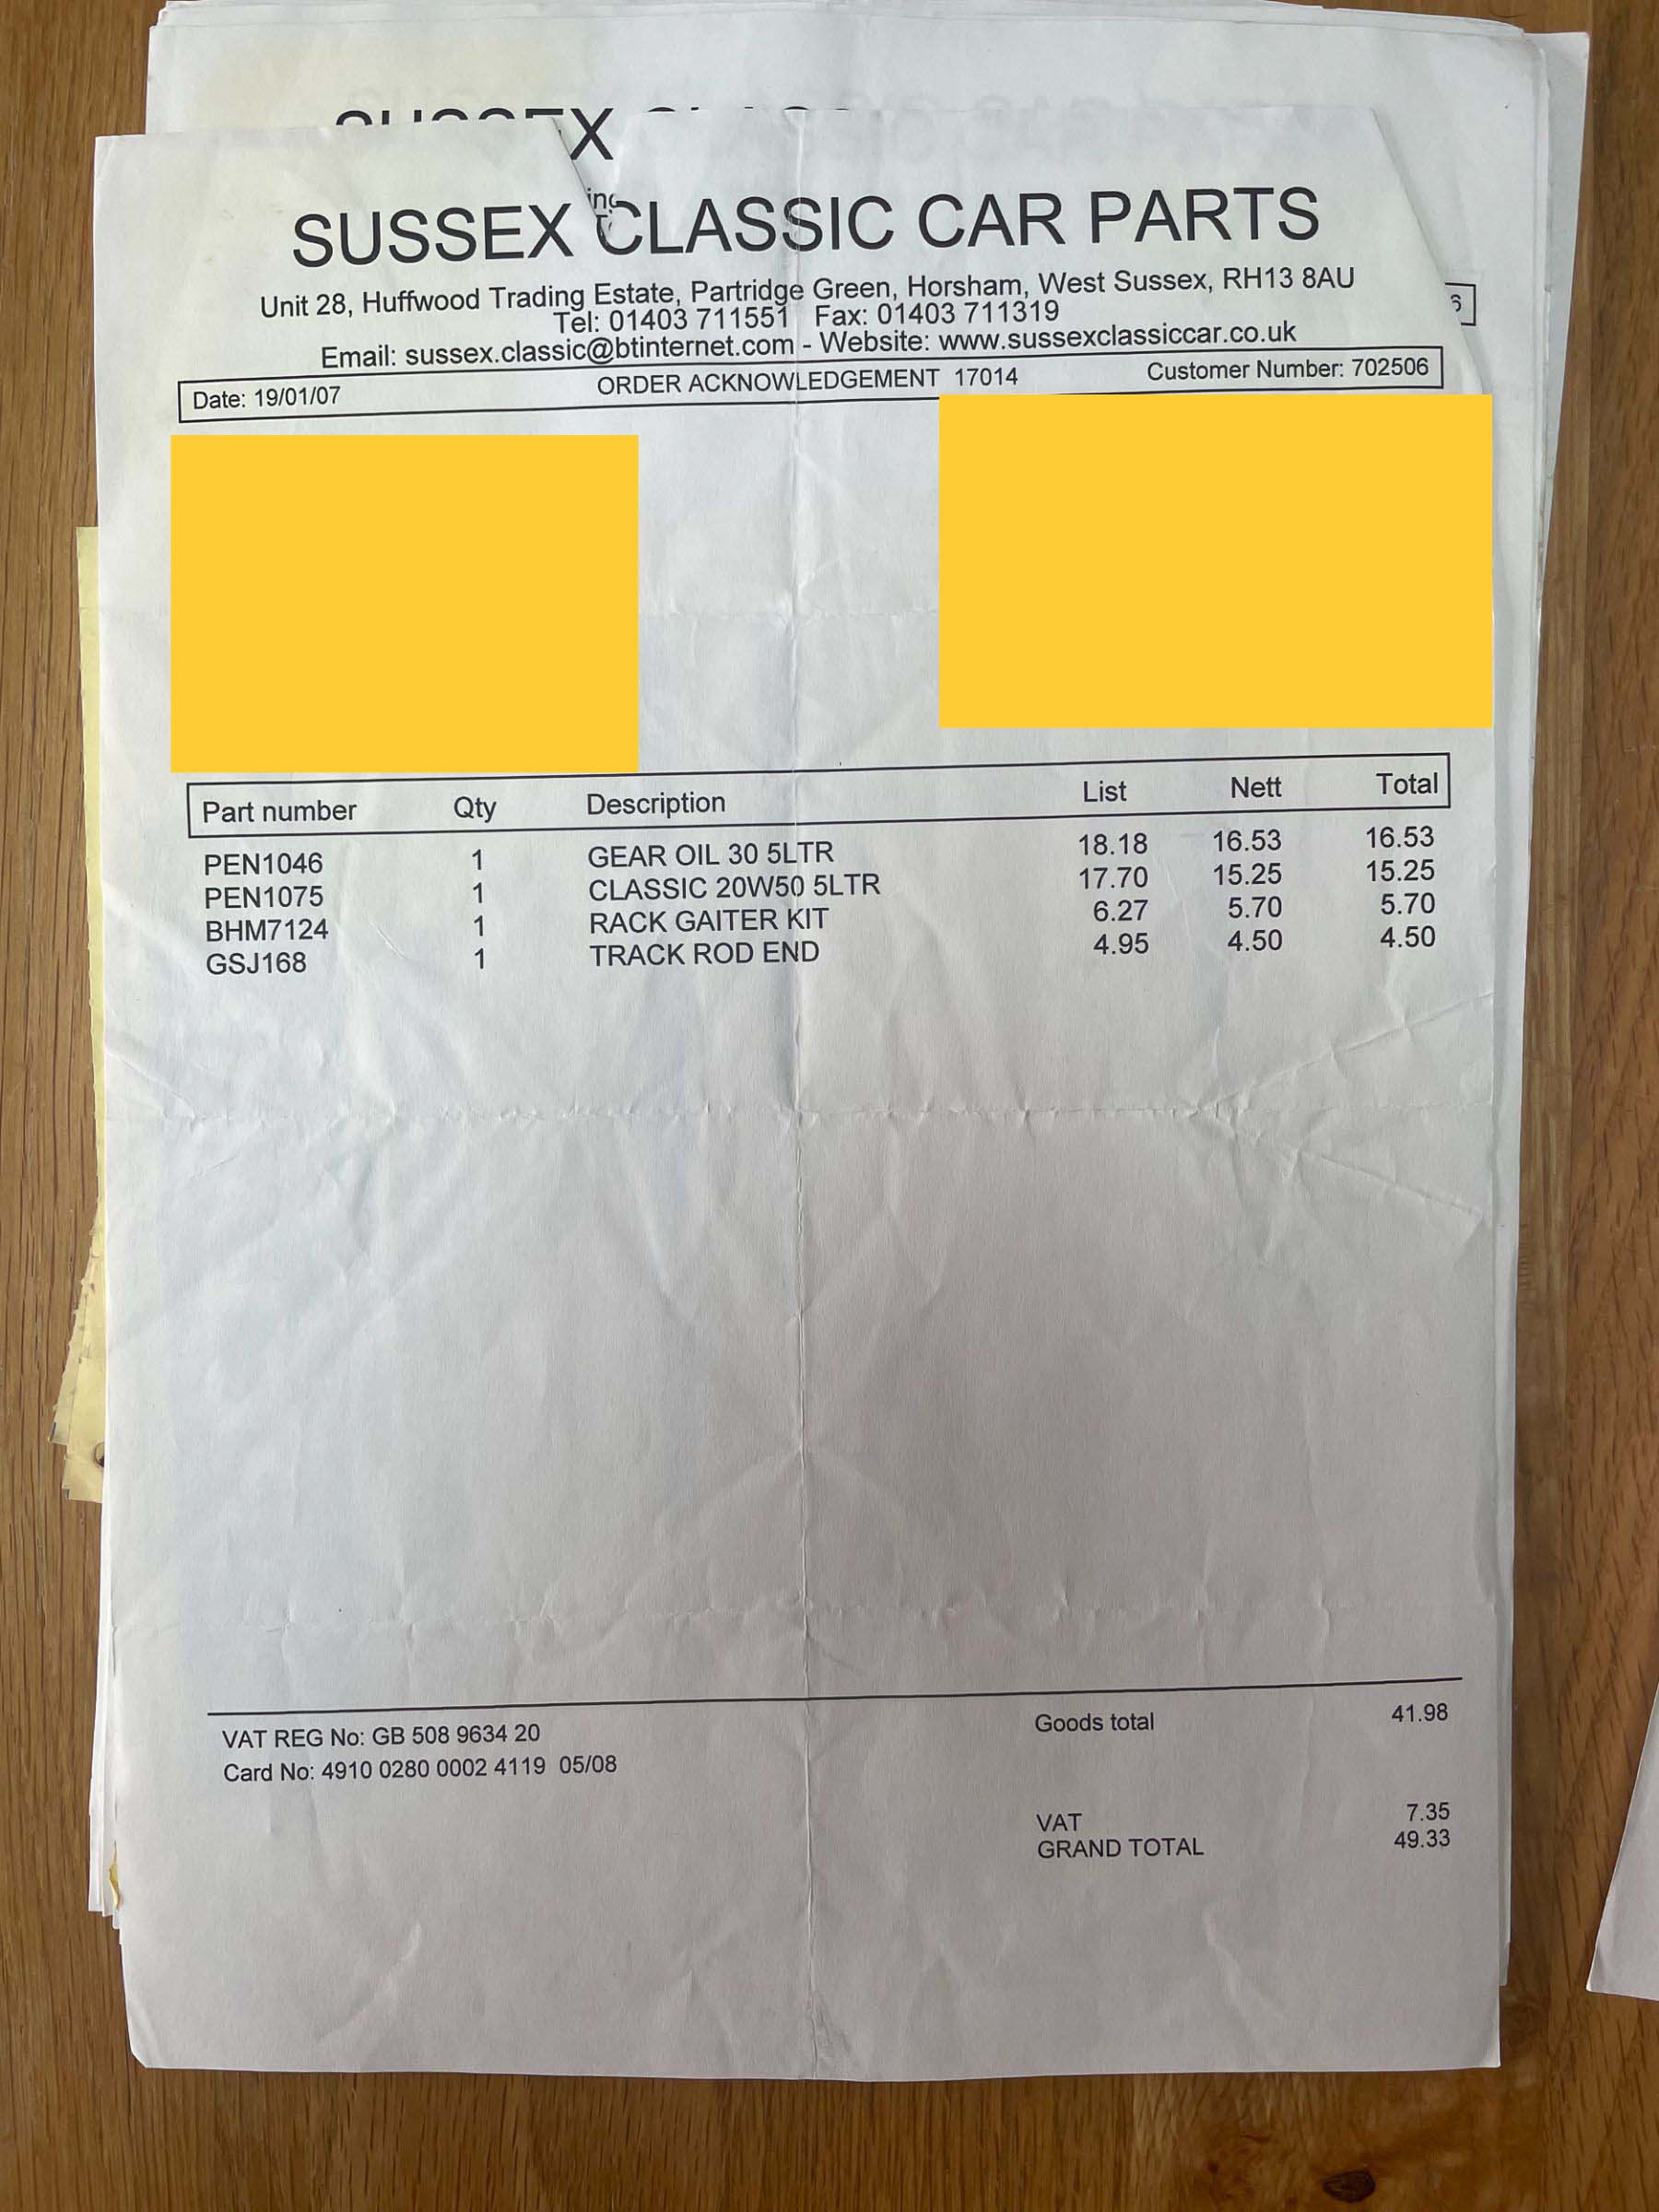 X
inc
SUSSEX CLASSIC CAR PARTS
Unit 28, Huffwood Trading Estate, Partridge Green, Horsham, West Sussex, RH13 8AU
Tel: 01403 711551 Fax: 01403 711319
Email: sussex.classic@btinternet.com - Website: www.sussexclassiccar.co.uk
Date: 19/01/07 ORDER ACKNOWLEDGEMENT 17014 Customer Number: 702506
Part number Qty Description List Nett Total
PEN1046 1 GEAR OIL 30 5LTR 18.18 16.53 16.53
PEN1075 1 CLASSIC 20W50 5LTR 17.70 15.25 15.25
BHM7124 1 RACK GAITER KIT 6.27 5.70 5.70
GSJ168 1 TRACK ROD END 4.95 4.50 4.50
VAT REG No: GB 508 9634 20 Goods total 41.98
Card No: 4910 0280 0002 4119 05/08
VAT 7.35
GRAND TOTAL 49.33